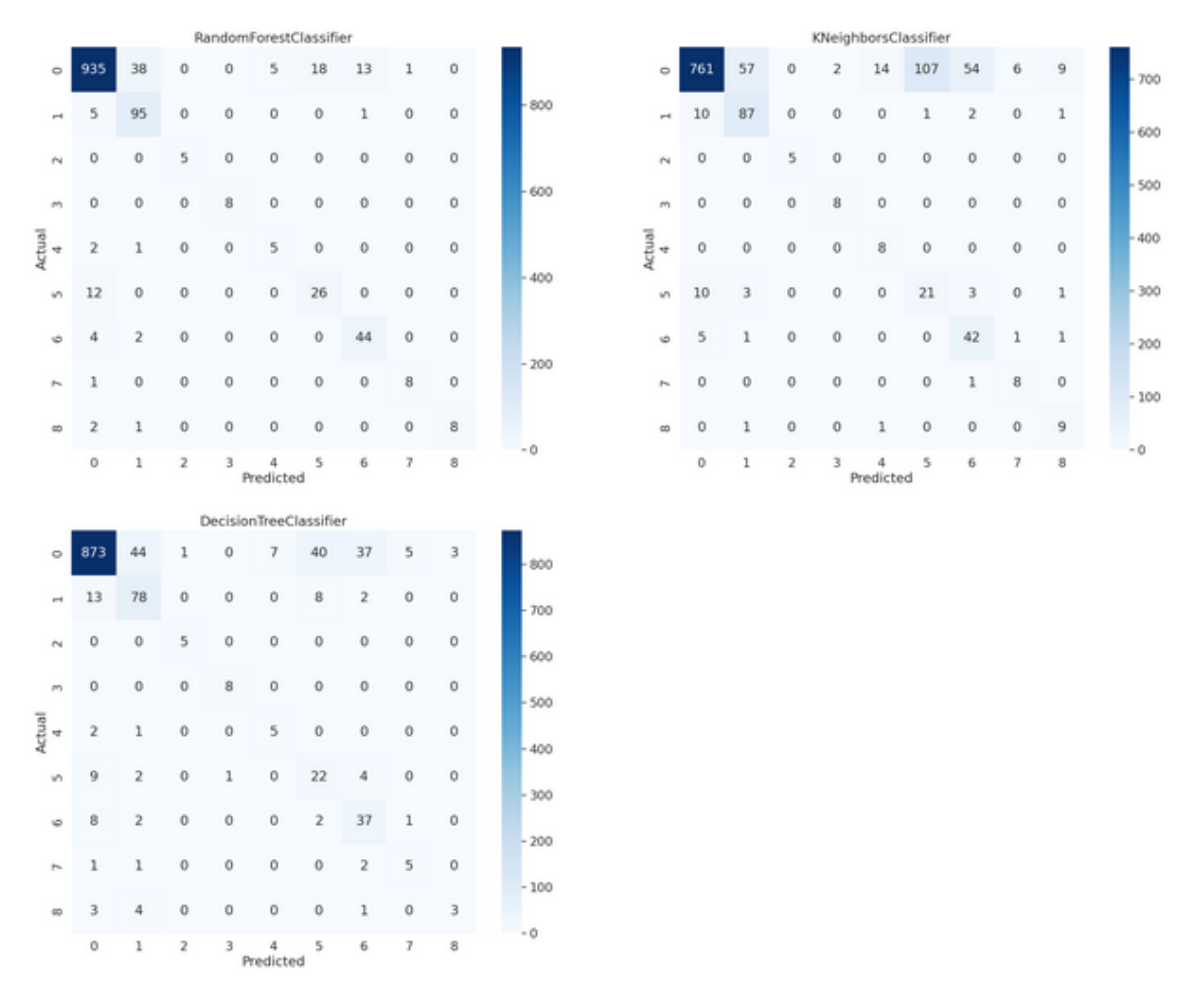 RandomForestClassifier
0 935 38 0 0 5 18 13 1 0
1 5 95 0 0 0 0 1 0 0
2 0 0 5 0 0 0 0 0 0
3 0 0 0 8 0 0 0 0 0
4 2 1 0 0 5 0 0 0 0
5 12 0 0 0 0 26 0 0 0
6 4 2 0 0 0 0 44 0 0
7 1 0 0 0 0 0 0 8 0
8 2 1 0 0 0 0 0 0 8
0 1 2 3 4 5 6 7 8
Actual
Predicted
800
600
400
200
0
KNeighborsClassifier
0 761 57 0 2 14 107 54 6 9
1 10 87 0 0 0 1 2 0 1
2 0 0 5 0 0 0 0 0 0
3 0 0 0 8 0 0 0 0 0
4 0 0 0 0 8 0 0 0 0
5 10 3 0 0 0 21 3 0 1
6 5 1 0 0 0 0 42 1 1
7 0 0 0 0 0 0 1 8 0
8 0 1 0 0 1 0 0 0 9
0 1 2 3 4 5 6 7 8
Actual
Predicted
700
600
500
400
300
200
100
0
DecisionTreeClassifier
0 873 44 1 0 7 40 37 5 3
1 13 78 0 0 0 8 2 0 0
2 0 0 5 0 0 0 0 0 0
3 0 0 0 8 0 0 0 0 0
4 2 1 0 0 5 0 0 0 0
5 9 2 0 1 0 22 4 0 0
6 8 2 0 0 0 2 37 1 0
7 1 1 0 0 0 0 2 5 0
8 3 4 0 0 0 0 1 0 3
0 1 2 3 4 5 6 7 8
Actual
Predicted
800
700
600
500
400
300
200
100
0